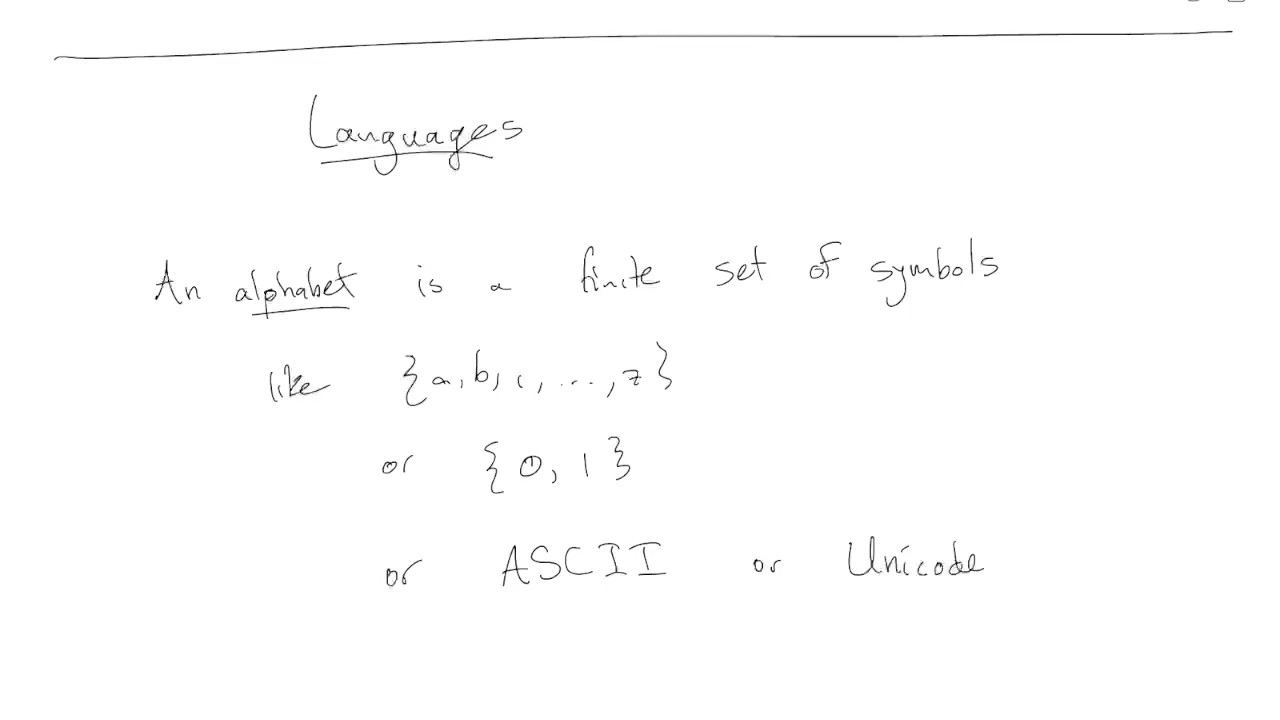 Languages
An alphabet is a finite set of symbols
like {a, b, c, ..., z}
or {0, 1}
or ASCII or Unicode